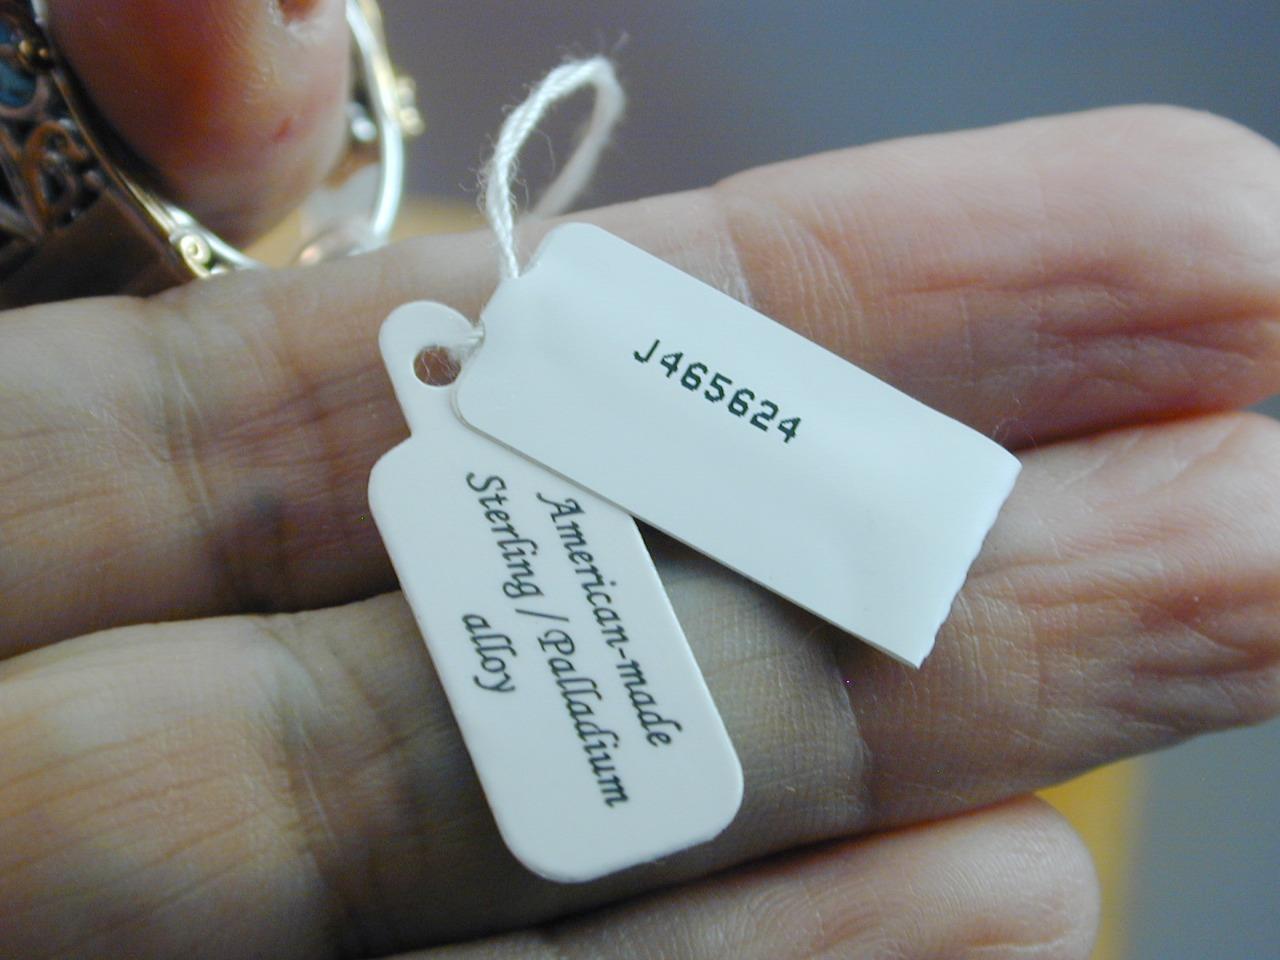 J465624
American-made
Sterling / Palladium
alloy